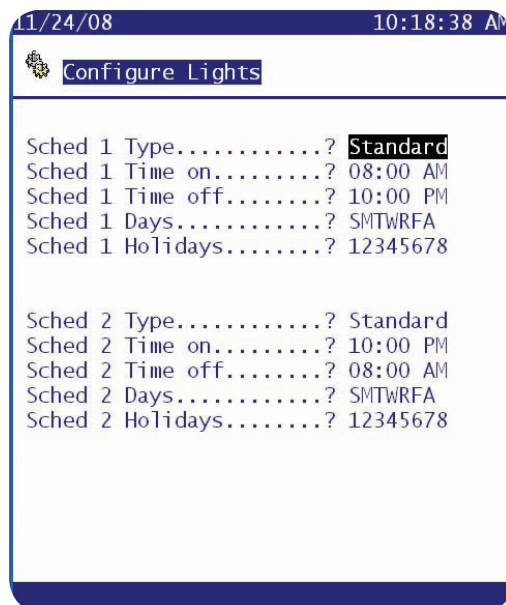 11/24/08 10:18:38 AM
Configure Lights
Sched 1 Type............? Standard
Sched 1 Time on.........? 08:00 AM
Sched 1 Time off........? 10:00 PM
Sched 1 Days............? SMTWRFA
Sched 1 Holidays........? 12345678
Sched 2 Type............? Standard
Sched 2 Time on.........? 10:00 PM
Sched 2 Time off........? 08:00 AM
Sched 2 Days............? SMTWRFA
Sched 2 Holidays........? 12345678